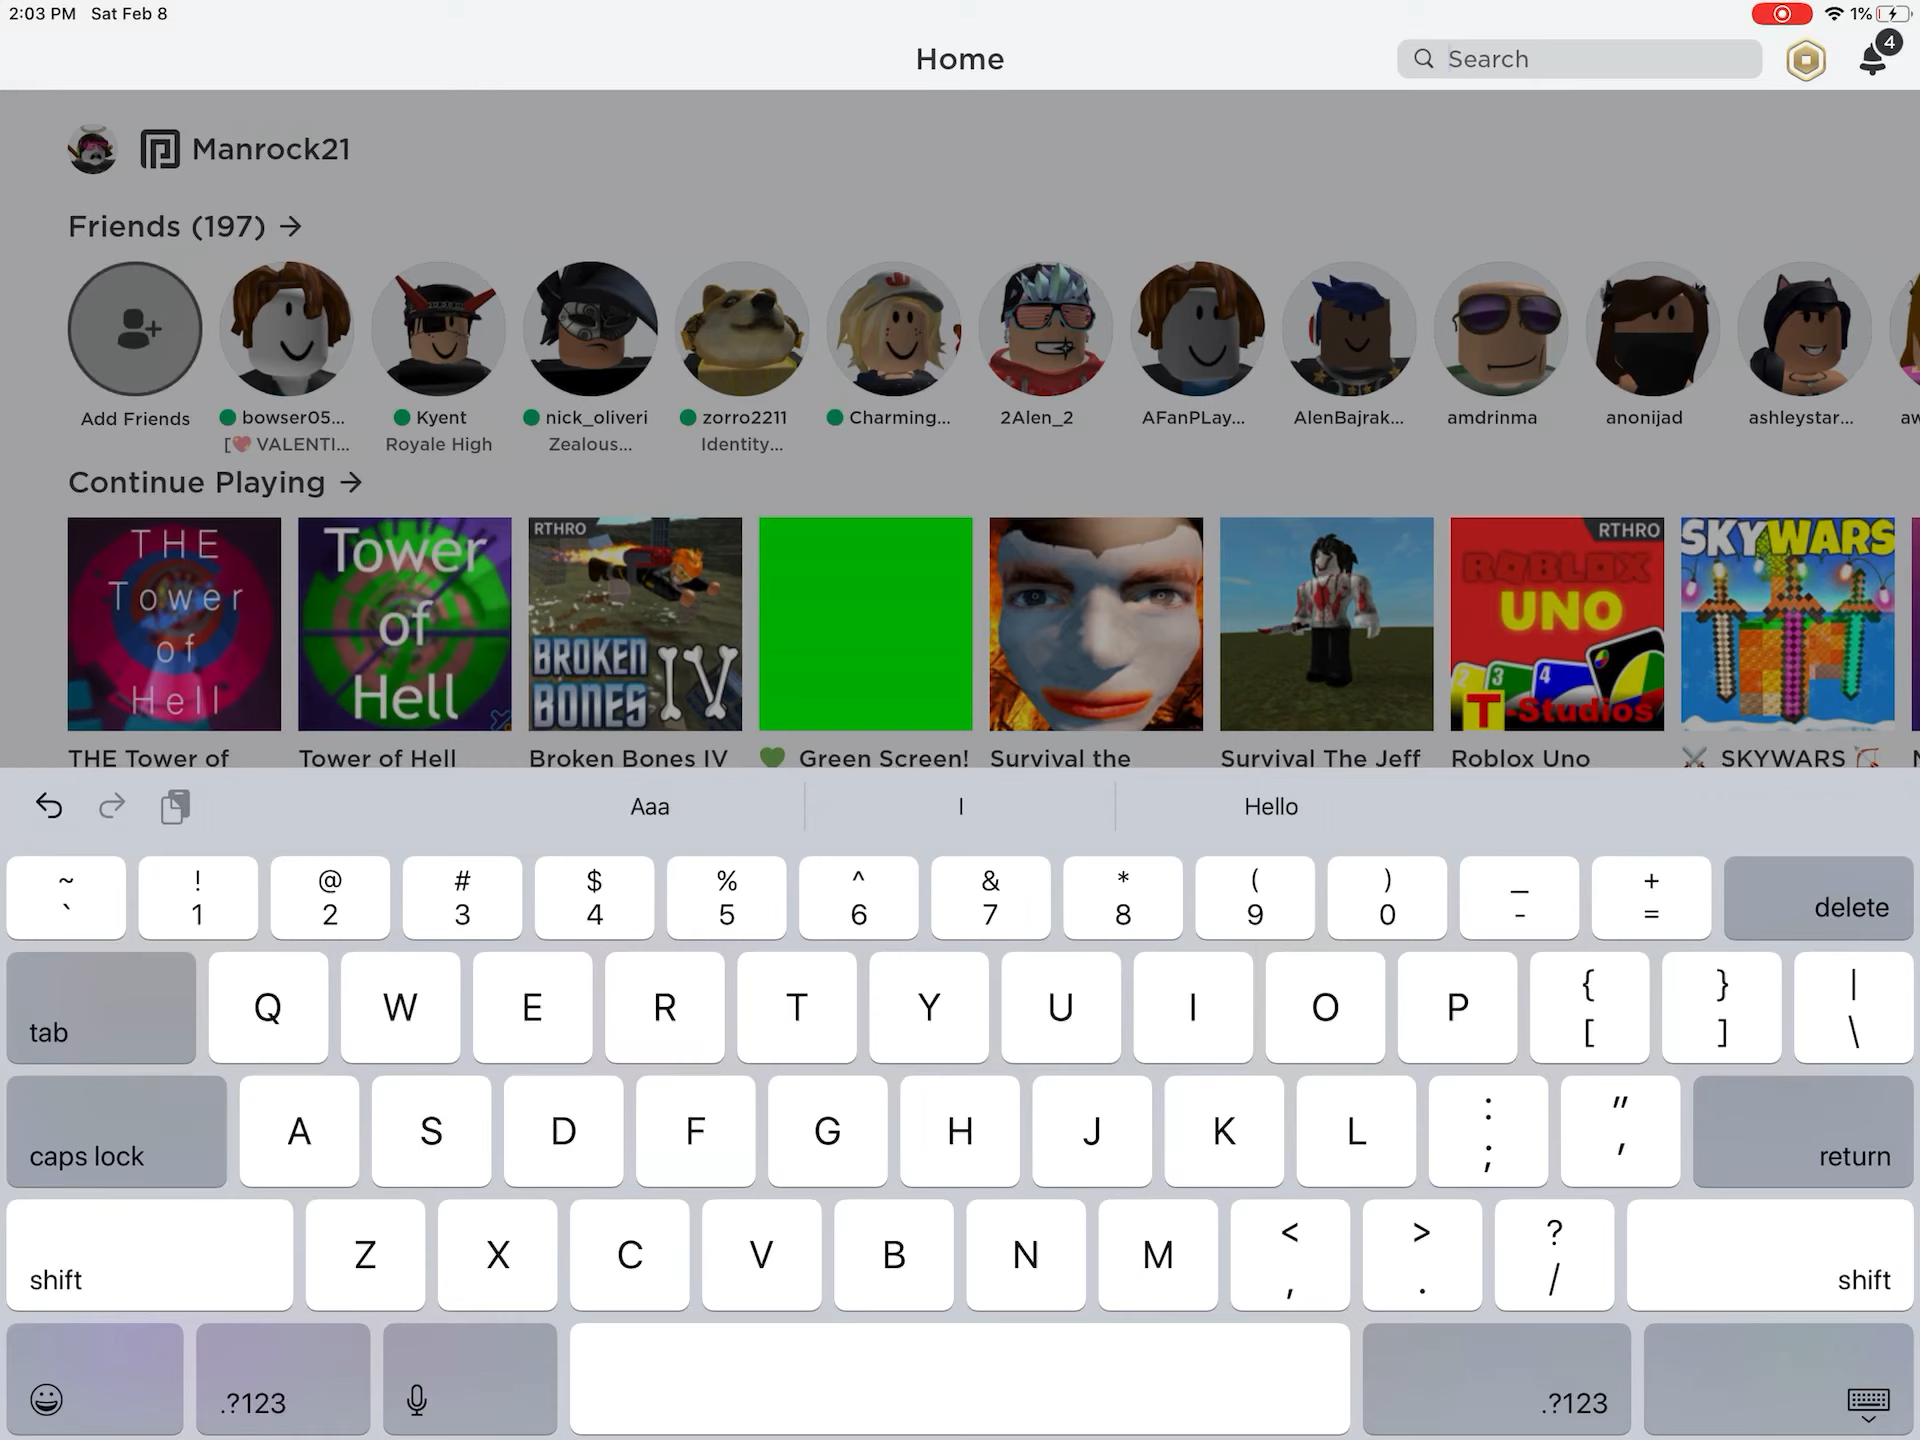 2:03 PM Sat Feb 8
1%
Home
Search
4
Manrock21
Friends (197) →
Add Friends
bowser05...
Kyent
nick_oliveri
zorro2211
Charming...
2Alen_2
AFanPLay...
AlenBajrak...
amdrinma
anonijad
ashleystar...
aw
[💘 VALENTI...
Royale High
Zealous...
Identity...
Continue Playing →
THE
Tower
of
Hell
Tower
of
Hell
RTHRO
BROKEN
BONES IV
RTHRO
ROBLOX
UNO
2 3 4
T-Studios
SKYWARS
THE Tower of
Tower of Hell
Broken Bones IV
💚 Green Screen!
Survival the
Survival The Jeff
Roblox Uno
⚔ SKYWARS 🏹
Aaa
I
Hello
~ ! @ # $ % ^ & * ( ) _ +
` 1 2 3 4 5 6 7 8 9 0 - = delete
tab Q W E R T Y U I O P { } |
[ ] \
caps lock A S D F G H J K L : "
; ' return
shift Z X C V B N M < > ?
, . / shift
.?123 .?123